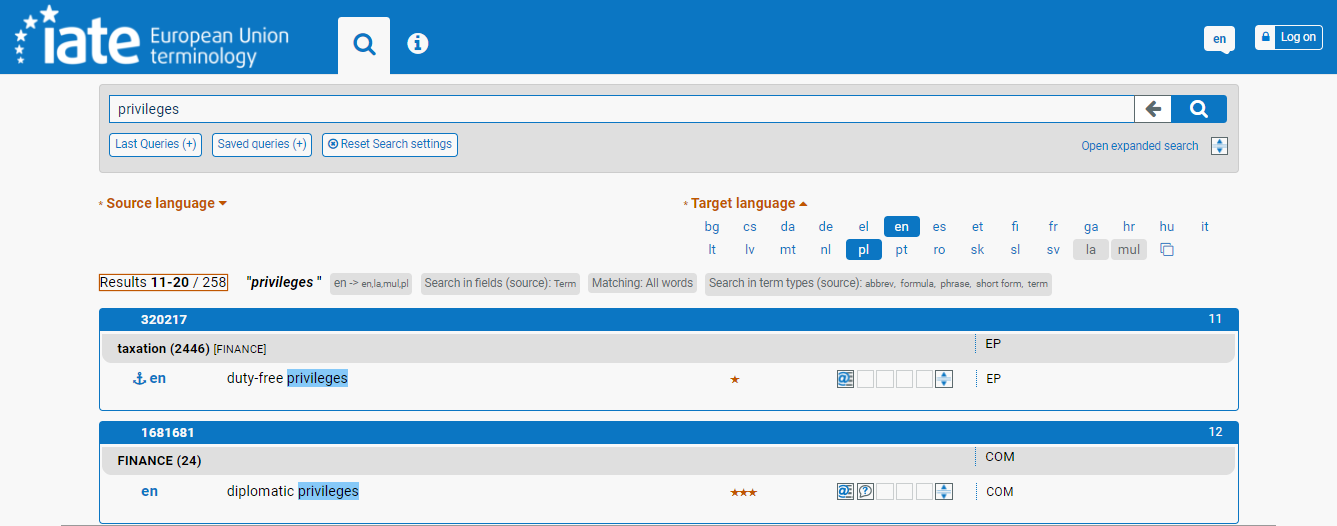 iate European Union terminology
en
Log on
privileges
Last Queries (+) Saved queries (+) Reset Search settings Open expanded search
* Source language * Target language
bg cs da de el en es et fi fr ga hr hu it
lt lv mt nl pl pt ro sk sl sv la mul
Results 11-20 / 258 "privileges " en -> en,la,mul,pl Search in fields (source): Term Matching: All words Search in term types (source): abbrev, formula, phrase, short form, term
320217 11
taxation (2446) [FINANCE] EP
en duty-free privileges EP
1681681 12
FINANCE (24) COM
en diplomatic privileges COM